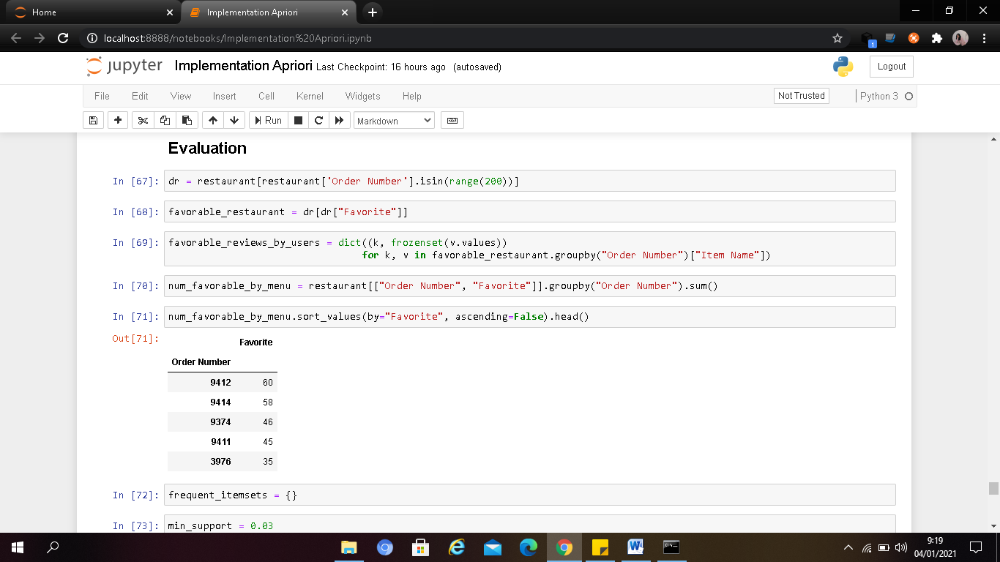 Home
Implementation Apriori
localhost:8888/notebooks/Implementation%20Apriori.ipynb
1
jupyter Implementation Apriori Last Checkpoint: 16 hours ago (autosaved)
Logout
File Edit View Insert Cell Kernel Widgets Help
Not Trusted
Python 3
Run
Markdown
Evaluation
In [67]: dr = restaurant[restaurant['Order Number'].isin(range(200))]
In [68]: favorable_restaurant = dr[dr["Favorite"]]
In [69]: favorable_reviews_by_users = dict((k, frozenset(v.values))
for k, v in favorable_restaurant.groupby("Order Number")["Item Name"])
In [70]: num_favorable_by_menu = restaurant[["Order Number", "Favorite"]].groupby("Order Number").sum()
In [71]: num_favorable_by_menu.sort_values(by="Favorite", ascending=False).head()
Out[71]:
Favorite
Order Number
9412 60
9414 58
9374 46
9411 45
3976 35
In [72]: frequent_itemsets = {}
In [73]: min_support = 0.03
9:19
04/01/2021